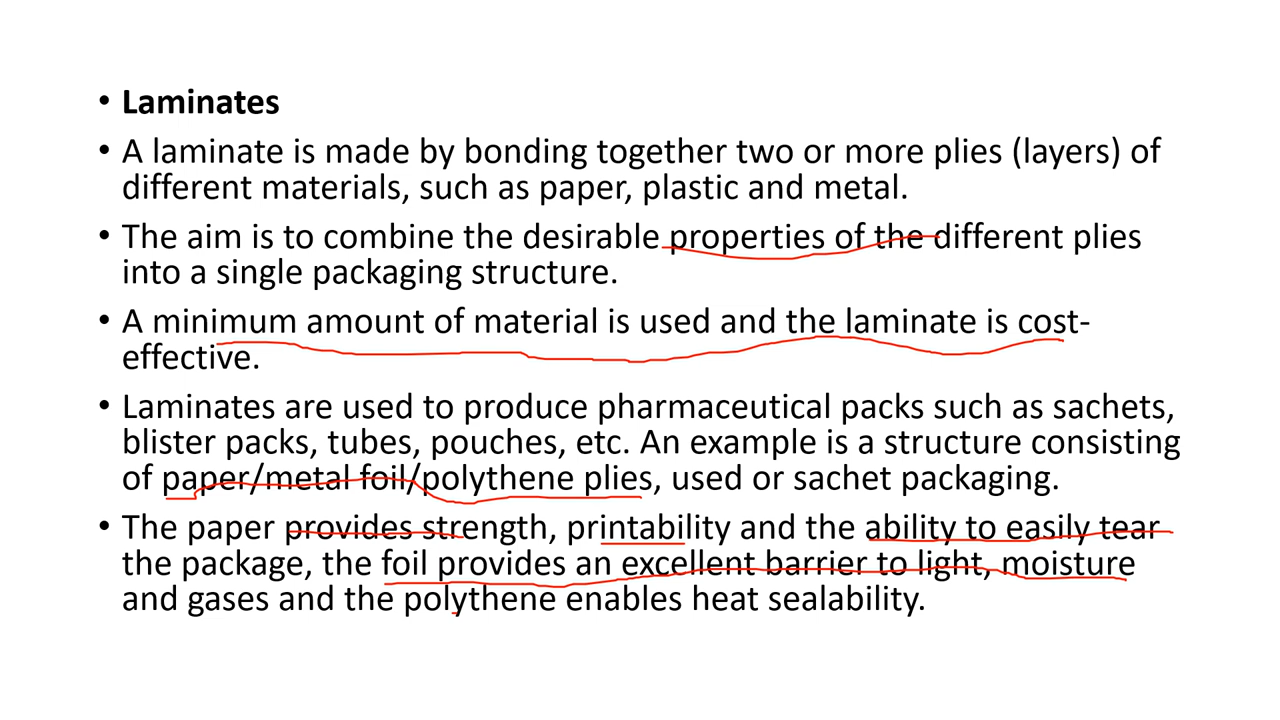 • Laminates
• A laminate is made by bonding together two or more plies (layers) of
different materials, such as paper, plastic and metal.
• The aim is to combine the desirable properties of the different plies
into a single packaging structure.
• A minimum amount of material is used and the laminate is cost-
effective.
• Laminates are used to produce pharmaceutical packs such as sachets,
blister packs, tubes, pouches, etc. An example is a structure consisting
of paper/metal foil/polythene plies, used or sachet packaging.
• The paper provides strength, printability and the ability to easily tear
the package, the foil provides an excellent barrier to light, moisture
and gases and the polythene enables heat sealability.